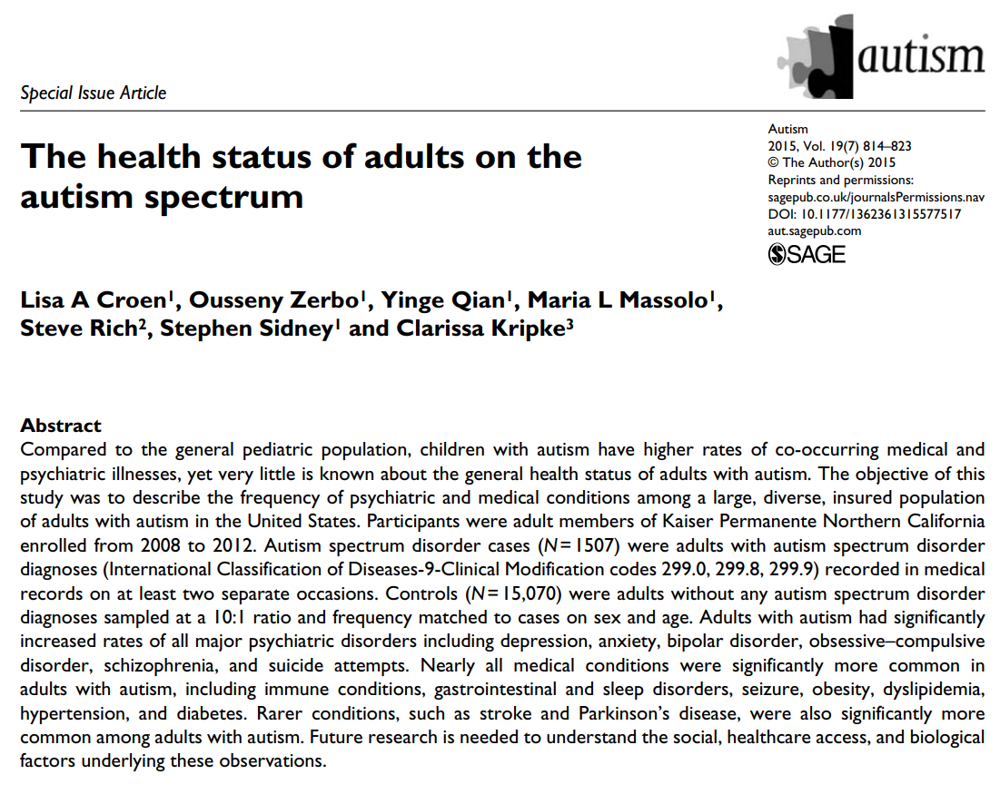 autism
Special Issue Article
The health status of adults on the
autism spectrum
Autism
2015, Vol. 19(7) 814–823
© The Author(s) 2015
Reprints and permissions:
sagepub.co.uk/journalsPermissions.nav
DOI: 10.1177/1362361315577517
aut.sagepub.com
SAGE
Lisa A Croen1, Ousseny Zerbo1, Yinge Qian1, Maria L Massolo1,
Steve Rich2, Stephen Sidney1 and Clarissa Kripke3
Abstract
Compared to the general pediatric population, children with autism have higher rates of co-occurring medical and
psychiatric illnesses, yet very little is known about the general health status of adults with autism. The objective of this
study was to describe the frequency of psychiatric and medical conditions among a large, diverse, insured population
of adults with autism in the United States. Participants were adult members of Kaiser Permanente Northern California
enrolled from 2008 to 2012. Autism spectrum disorder cases (N = 1507) were adults with autism spectrum disorder
diagnoses (International Classification of Diseases-9-Clinical Modification codes 299.0, 299.8, 299.9) recorded in medical
records on at least two separate occasions. Controls (N = 15,070) were adults without any autism spectrum disorder
diagnoses sampled at a 10:1 ratio and frequency matched to cases on sex and age. Adults with autism had significantly
increased rates of all major psychiatric disorders including depression, anxiety, bipolar disorder, obsessive–compulsive
disorder, schizophrenia, and suicide attempts. Nearly all medical conditions were significantly more common in
adults with autism, including immune conditions, gastrointestinal and sleep disorders, seizure, obesity, dyslipidemia,
hypertension, and diabetes. Rarer conditions, such as stroke and Parkinson's disease, were also significantly more
common among adults with autism. Future research is needed to understand the social, healthcare access, and biological
factors underlying these observations.